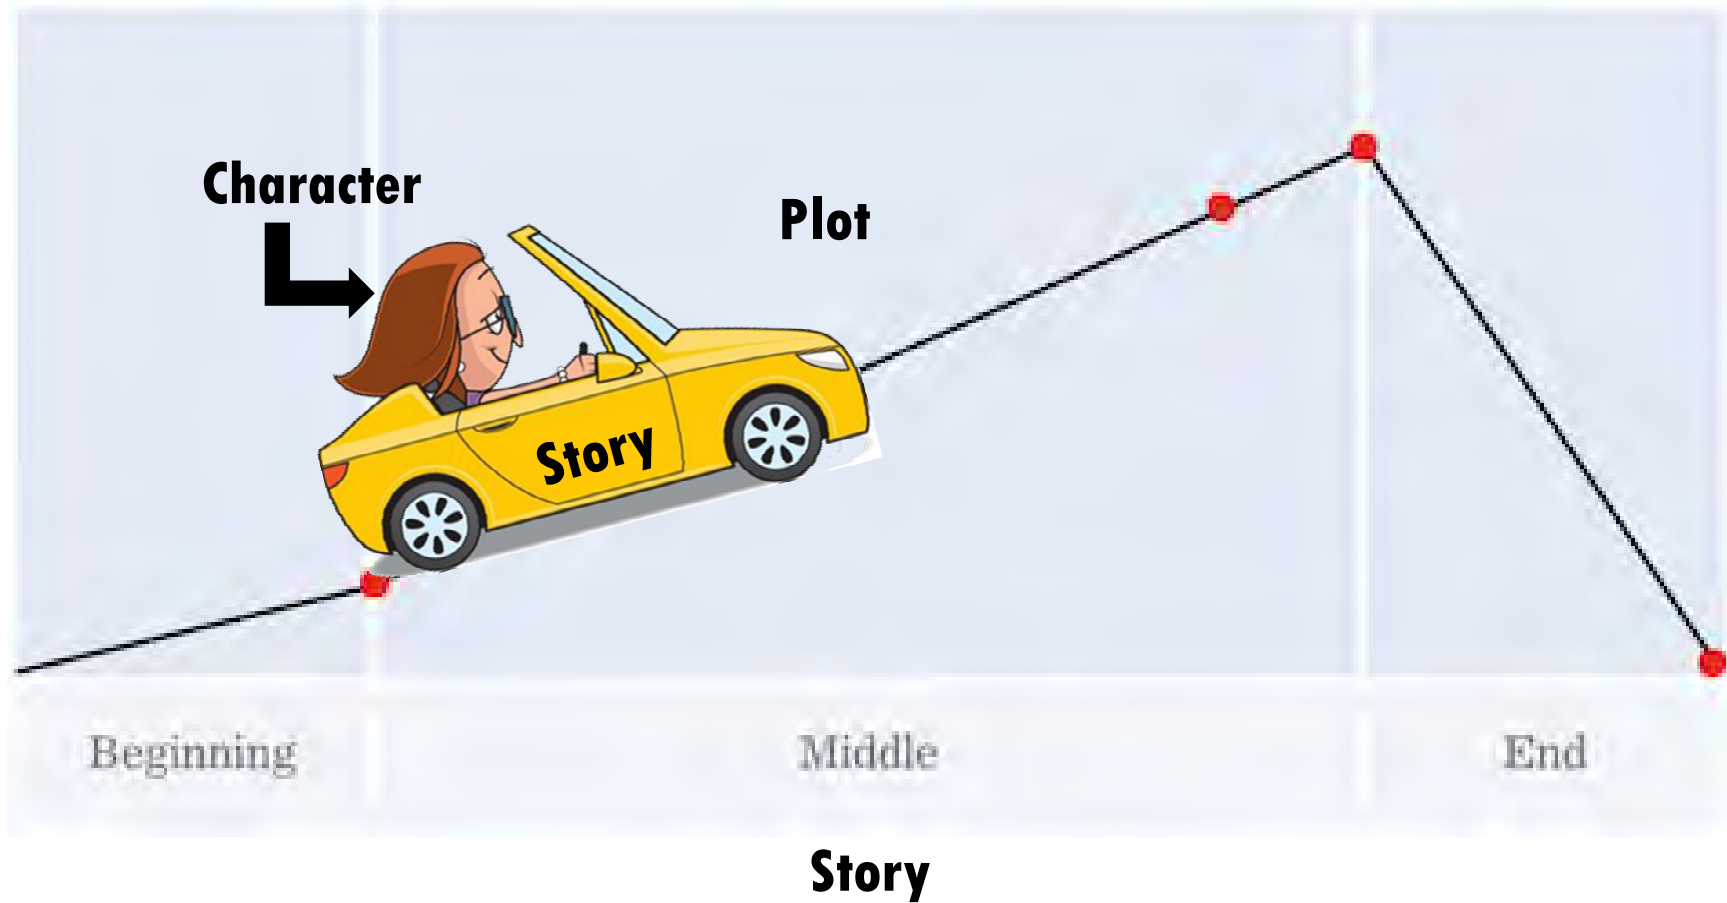 Character
Plot
Story
Beginning
Middle
End
Story